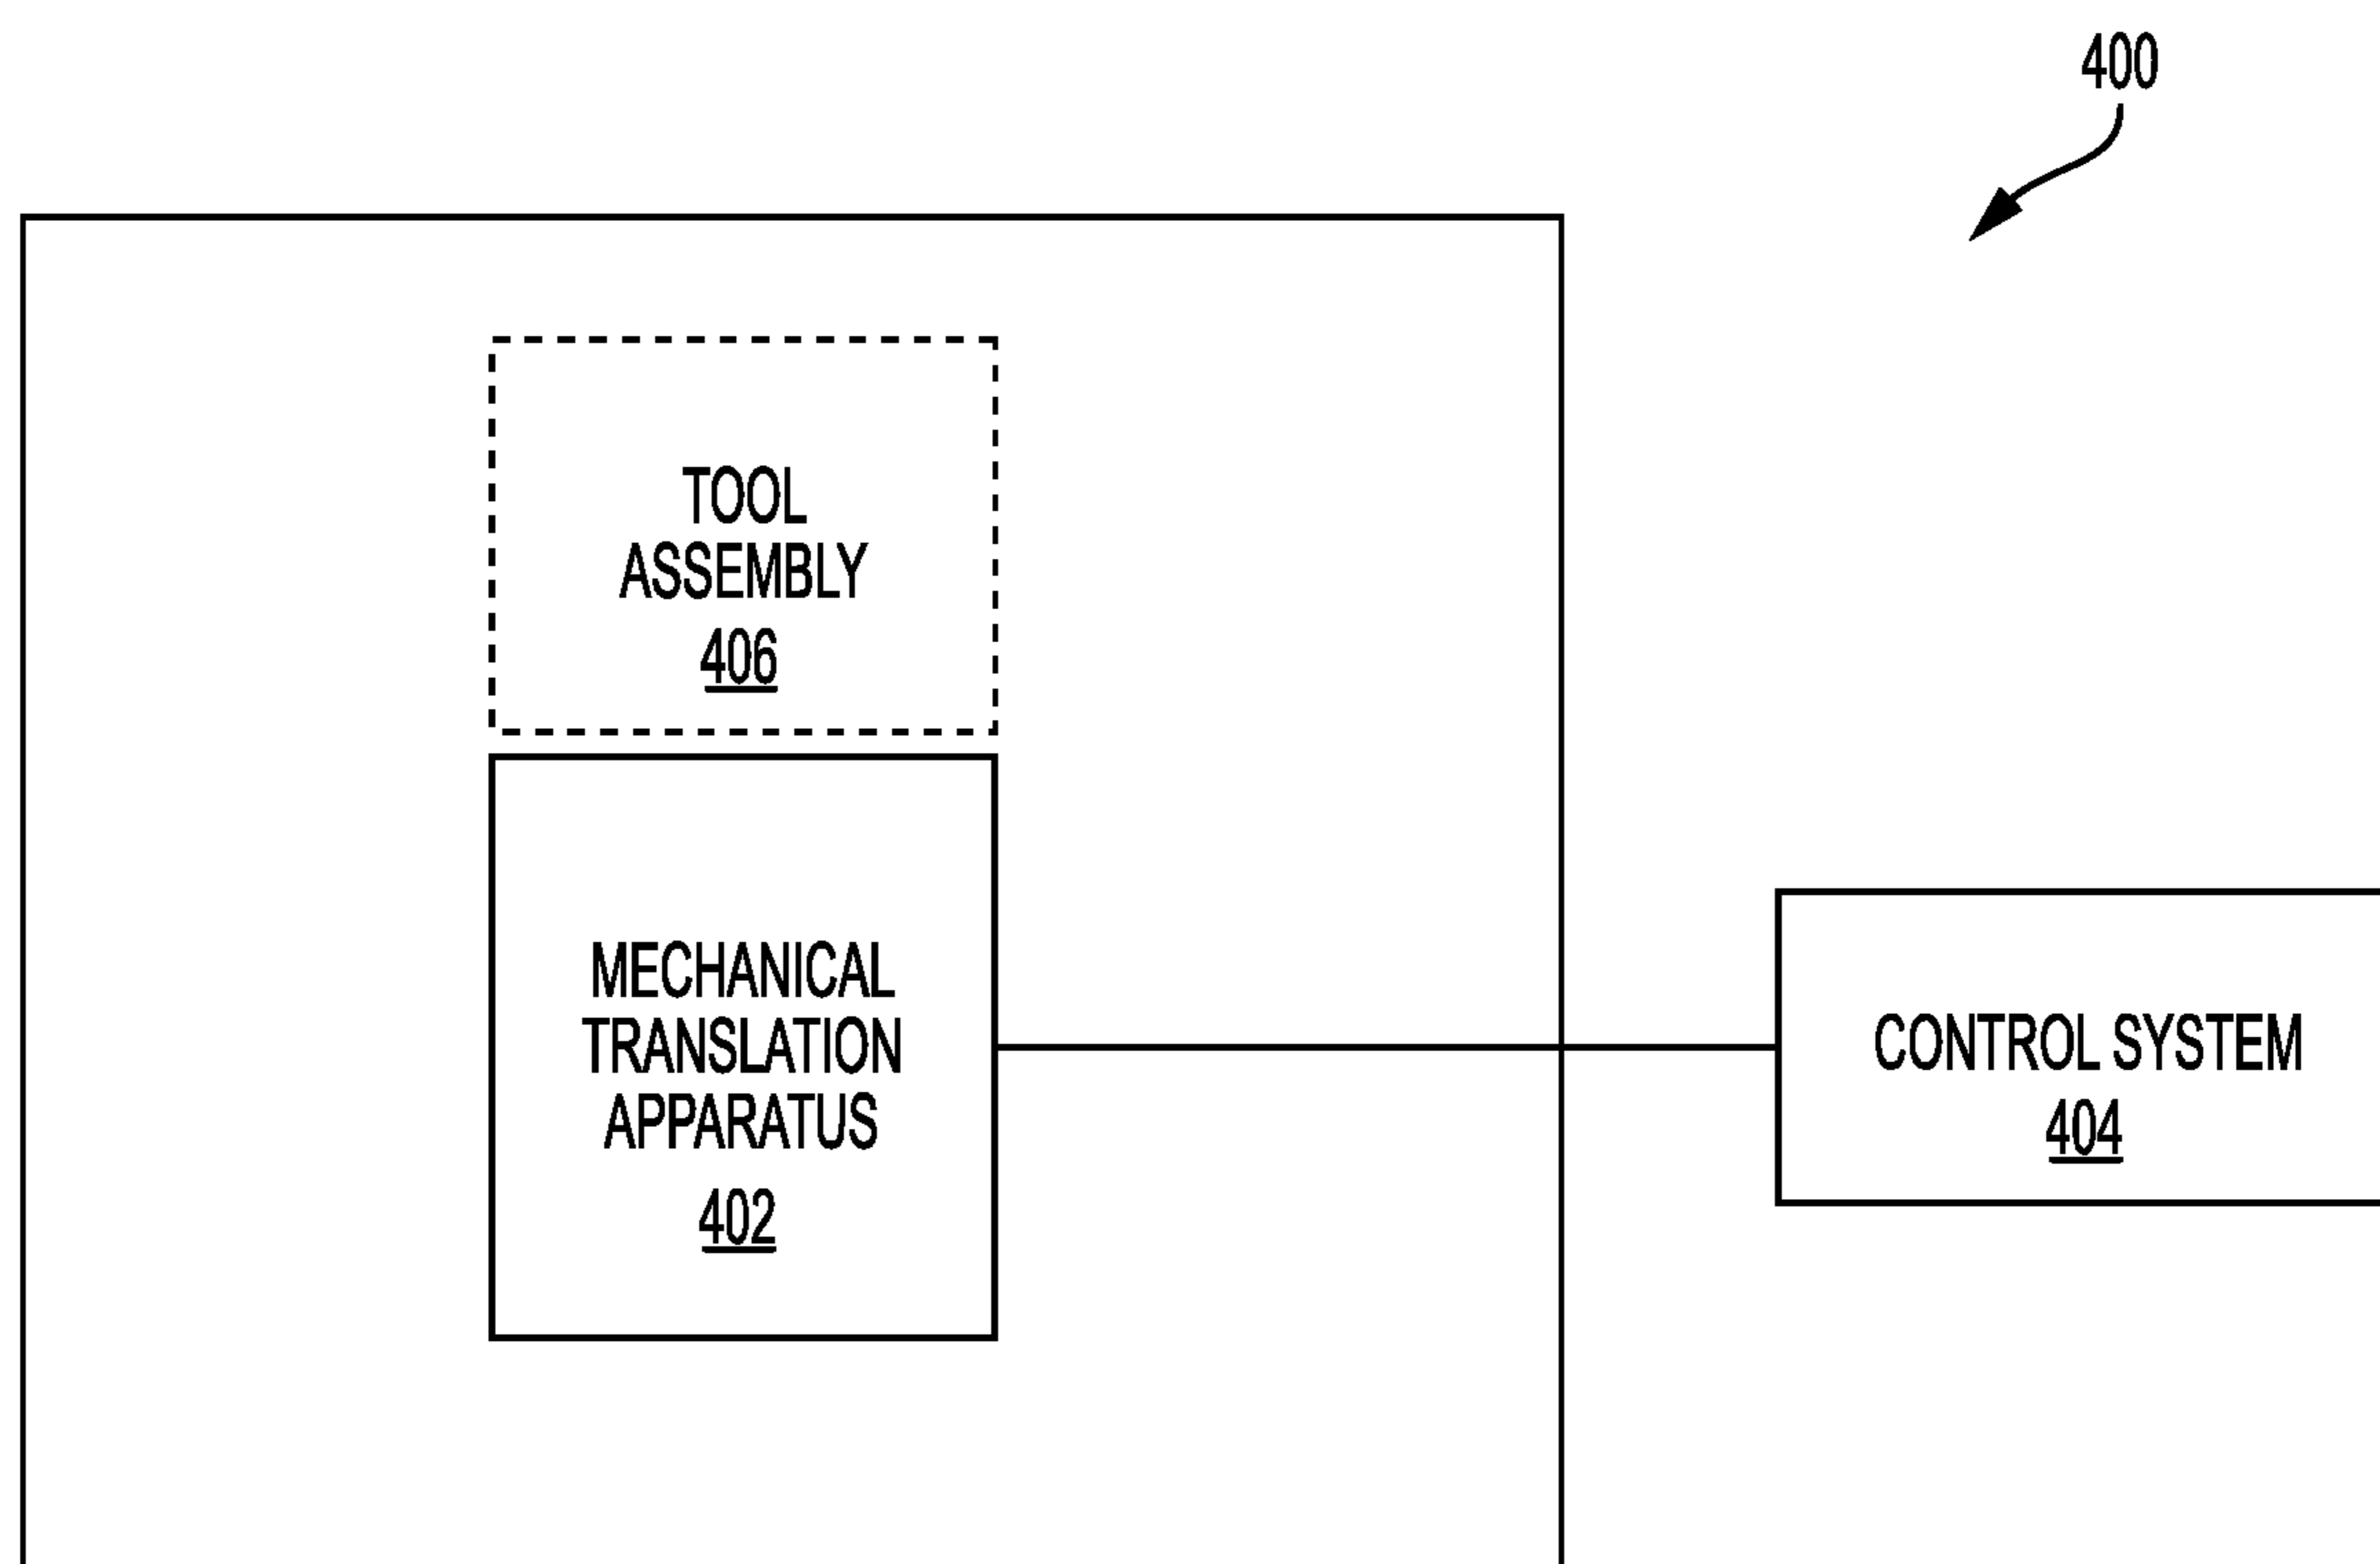 400
TOOL
ASSEMBLY
406
MECHANICAL
TRANSLATION
APPARATUS
402
CONTROL SYSTEM
404